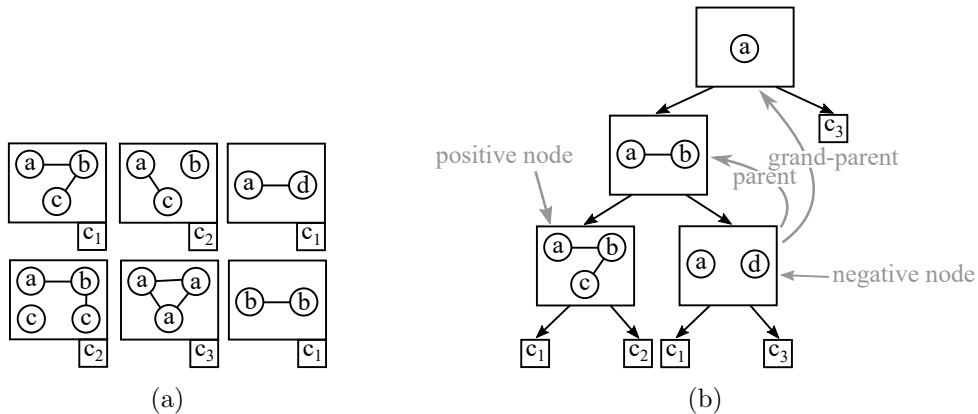 a
c₃
a b
positive node
grand-parent
parent
a b c
c₁
a b c
c₂
a d
c₁
a b
c
a d
negative node
a b
c c
c₂
a a
a
c₃
b b
c₁
c₁
c₂
c₁
c₃
(a)
(b)